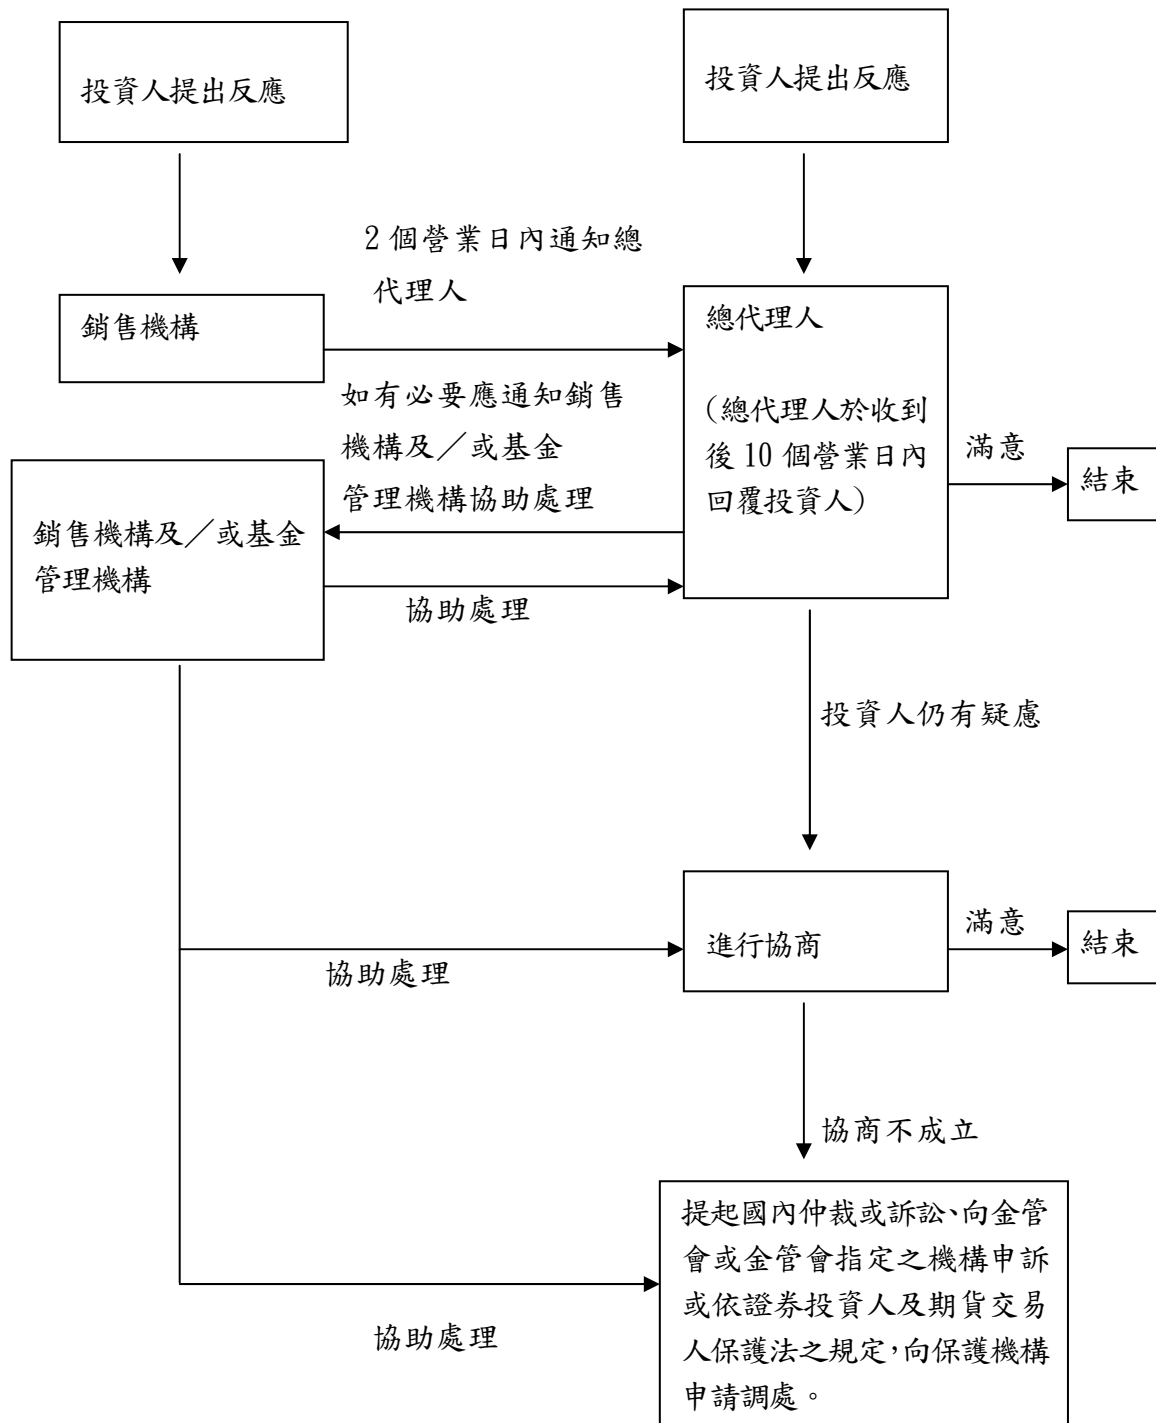 投資人提出反應
投資人提出反應
2 個營業日內通知總
代理人
銷售機構
總代理人
(總代理人於收到
後 10 個營業日內
回覆投資人)
如有必要應通知銷售
機構及／或基金
管理機構協助處理
滿意
結束
銷售機構及／或基金
管理機構
協助處理
投資人仍有疑慮
進行協商
滿意
結束
協助處理
協商不成立
提起國內仲裁或訴訟、向金管
會或金管會指定之機構申訴
或依證券投資人及期貨交易
人保護法之規定，向保護機構
申請調處。
協助處理